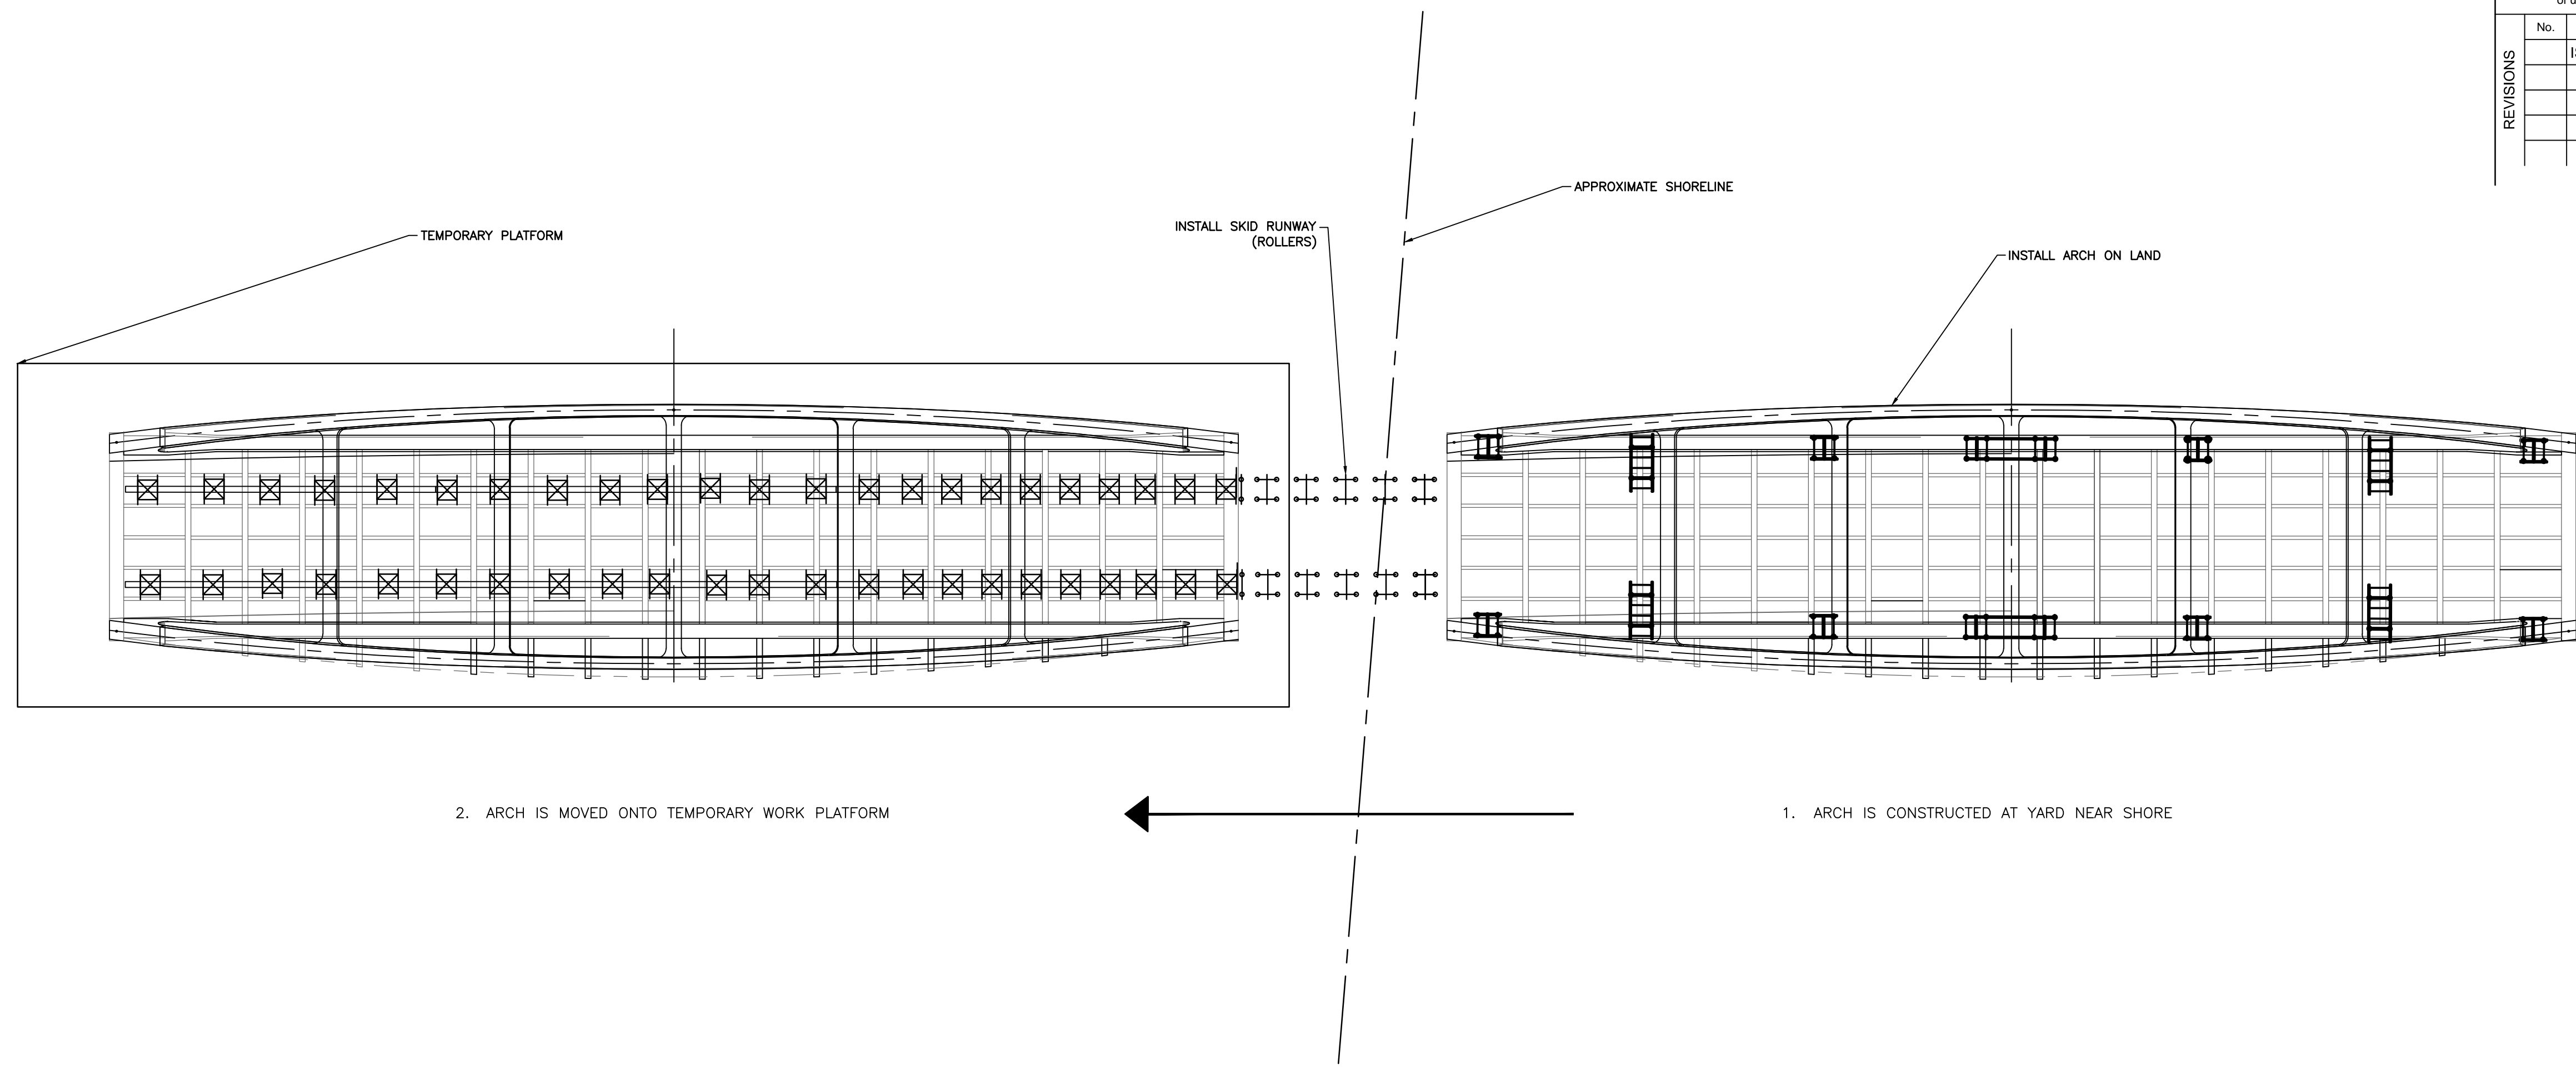 No.
REVISIONS
APPROXIMATE SHORELINE
TEMPORARY PLATFORM
INSTALL SKID RUNWAY
(ROLLERS)
INSTALL ARCH ON LAND
2. ARCH IS MOVED ONTO TEMPORARY WORK PLATFORM
1. ARCH IS CONSTRUCTED AT YARD NEAR SHORE